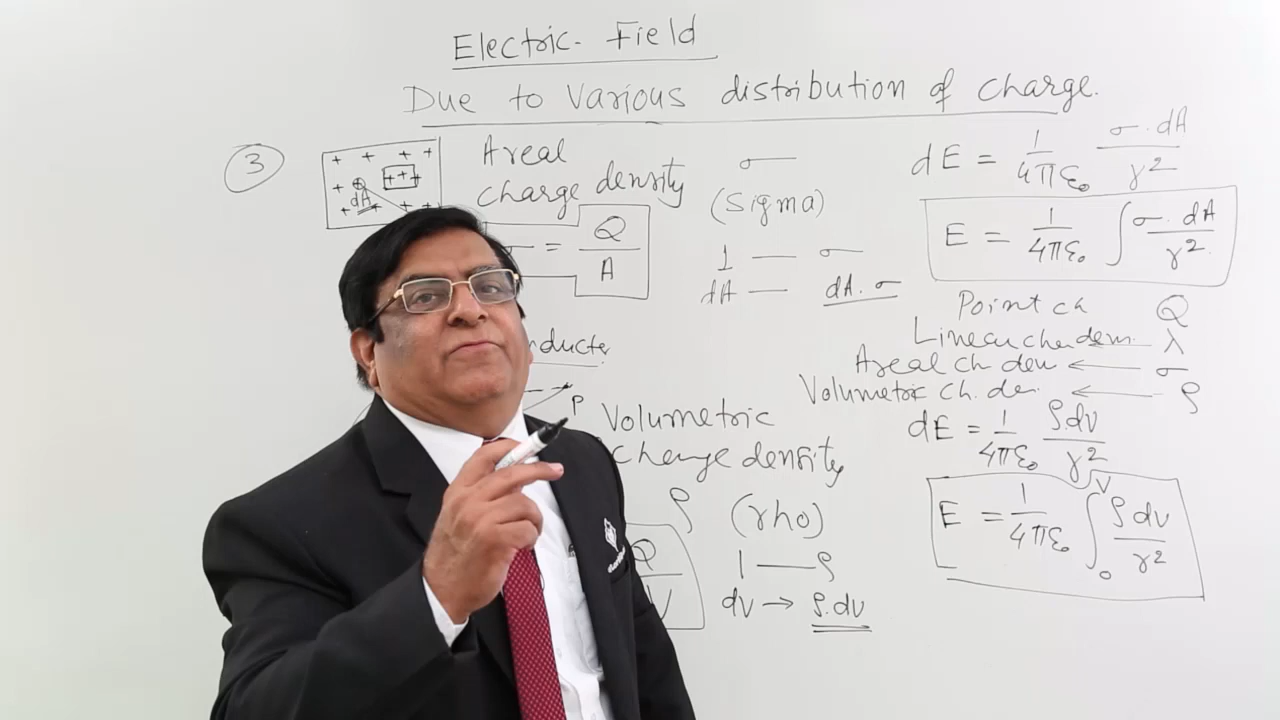 Electric Field
Due to Various distribution of charge.
3
+ + + +
+ + + +
dA
+ + + +
Areal
charge density
σ
(Sigma)
= Q / A
1 — σ
dA — dA. σ
dE = 1/4πε₀ σ. dA/r²
E = 1/4πε₀ ∫ σ. dA/r²
Point ch Q
Linear ch. den. λ
Areal ch den ← σ
Volumetric ch. den. ← ρ
P
Volumetric
charge density
ρ (rho)
Q / V
1 — ρ
dv → ρ.dv
dE = 1/4πε₀ ρdv/r²
E = 1/4πε₀ ∫₀ⱽ ρdv/r²